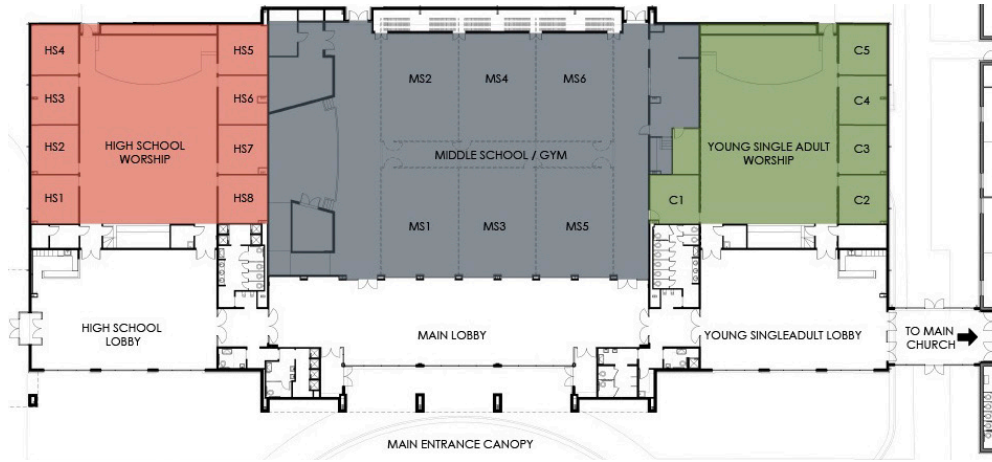 HS4
HS5
MS2
MS4
MS6
C5
HS3
HS6
C4
HS2
HIGH SCHOOL
WORSHIP
HS7
MIDDLE SCHOOL / GYM
YOUNG SINGLE ADULT
WORSHIP
C3
HS1
HS8
MS1
MS3
MS5
C1
C2
HIGH SCHOOL
LOBBY
MAIN LOBBY
YOUNG SINGLEADULT LOBBY
TO MAIN
CHURCH
MAIN ENTRANCE CANOPY